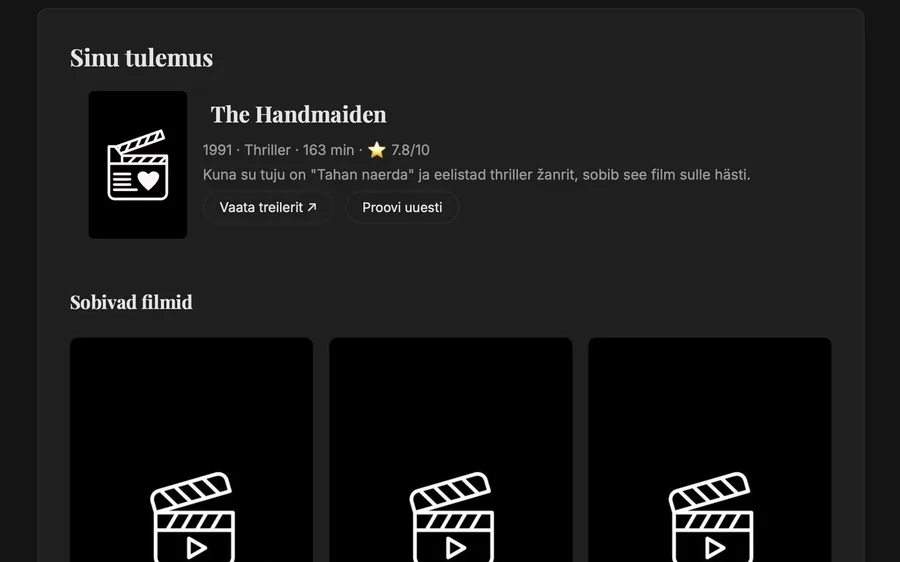 Sinu tulemus
The Handmaiden
1991 · Thriller · 163 min · ⭐ 7.8/10
Kuna su tuju on "Tahan naerda" ja eelistad thriller žanrit, sobib see film sulle hästi.
Vaata treilerit ↗ Proovi uuesti
Sobivad filmid